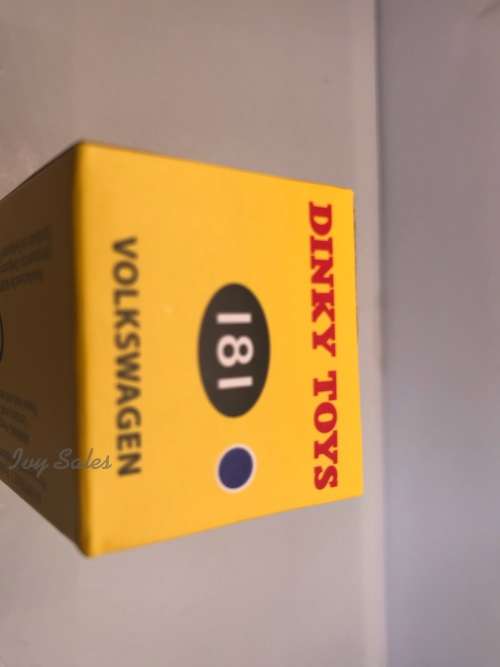 DINKY TOYS
181
VOLKSWAGEN
Ivy Sales